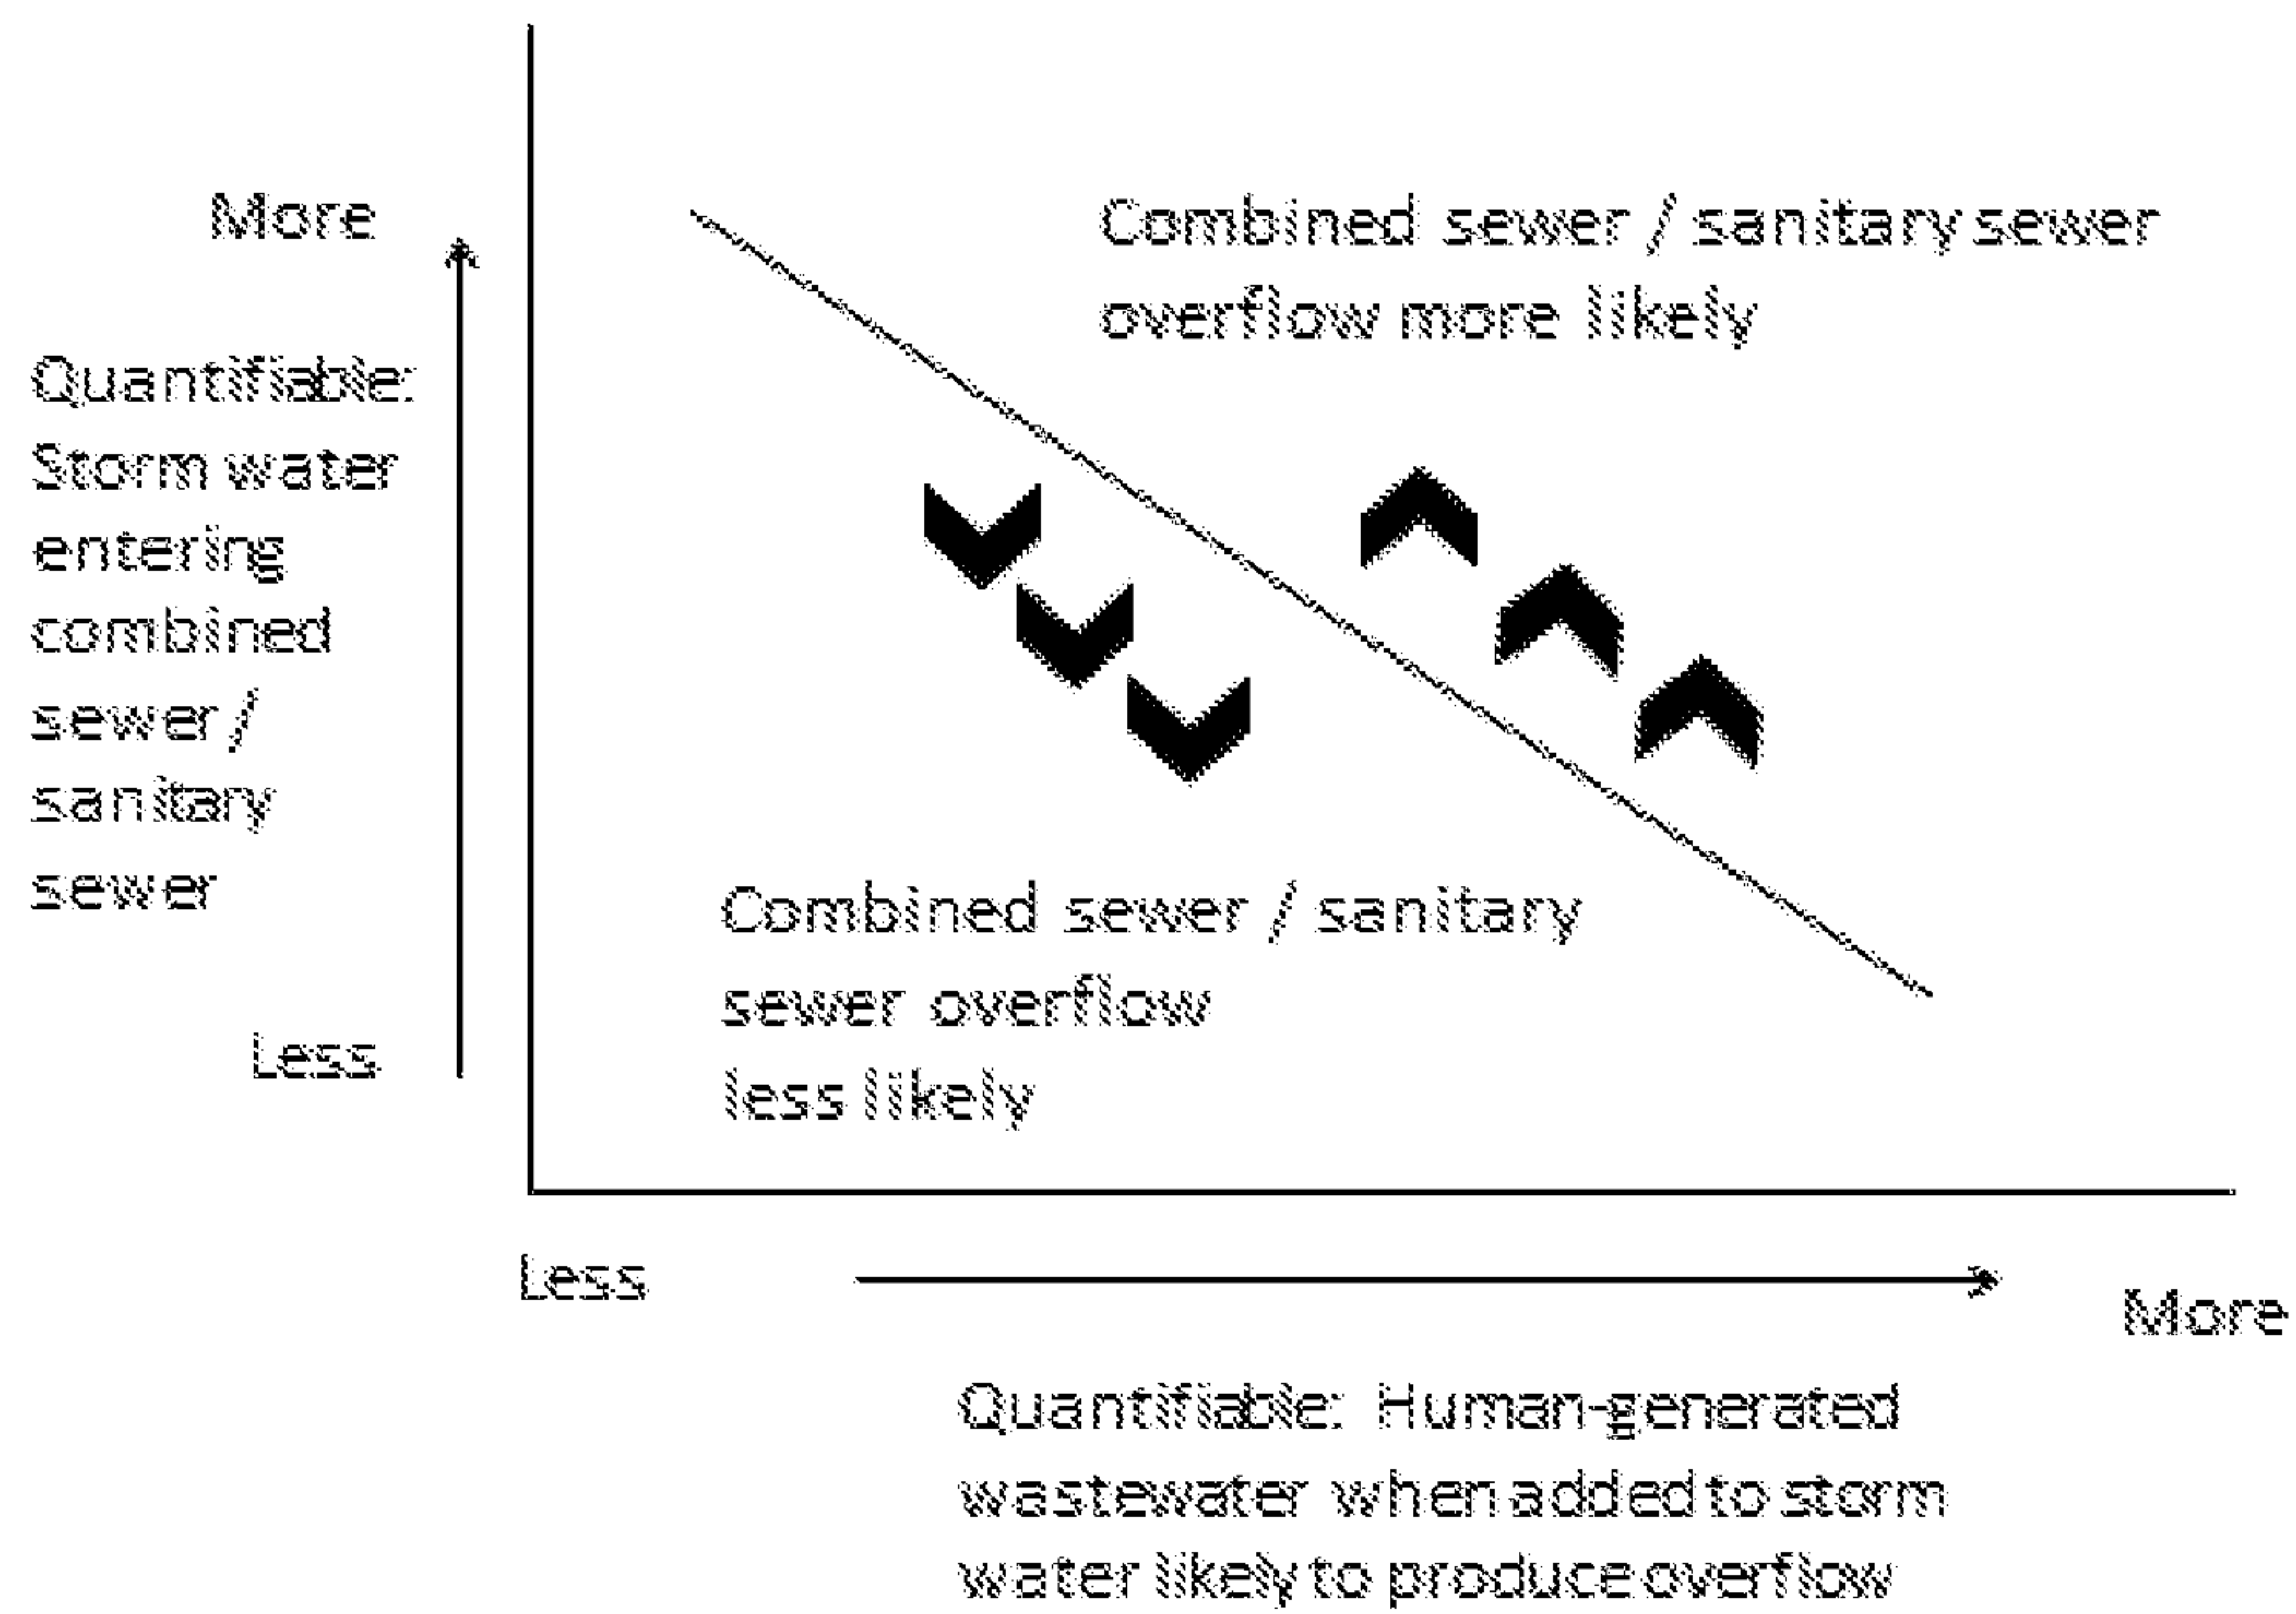 More
Quantifiable:
Storm water
entering
combined
sewer /
sanitary
sewer
Less
Combined sewer / sanitary sewer
overflow more likely
Combined sewer / sanitary
sewer overflow
less likely
Less
More
Quantifiable: Human-generated
wastewater when added to storm
water likely to produce overflow